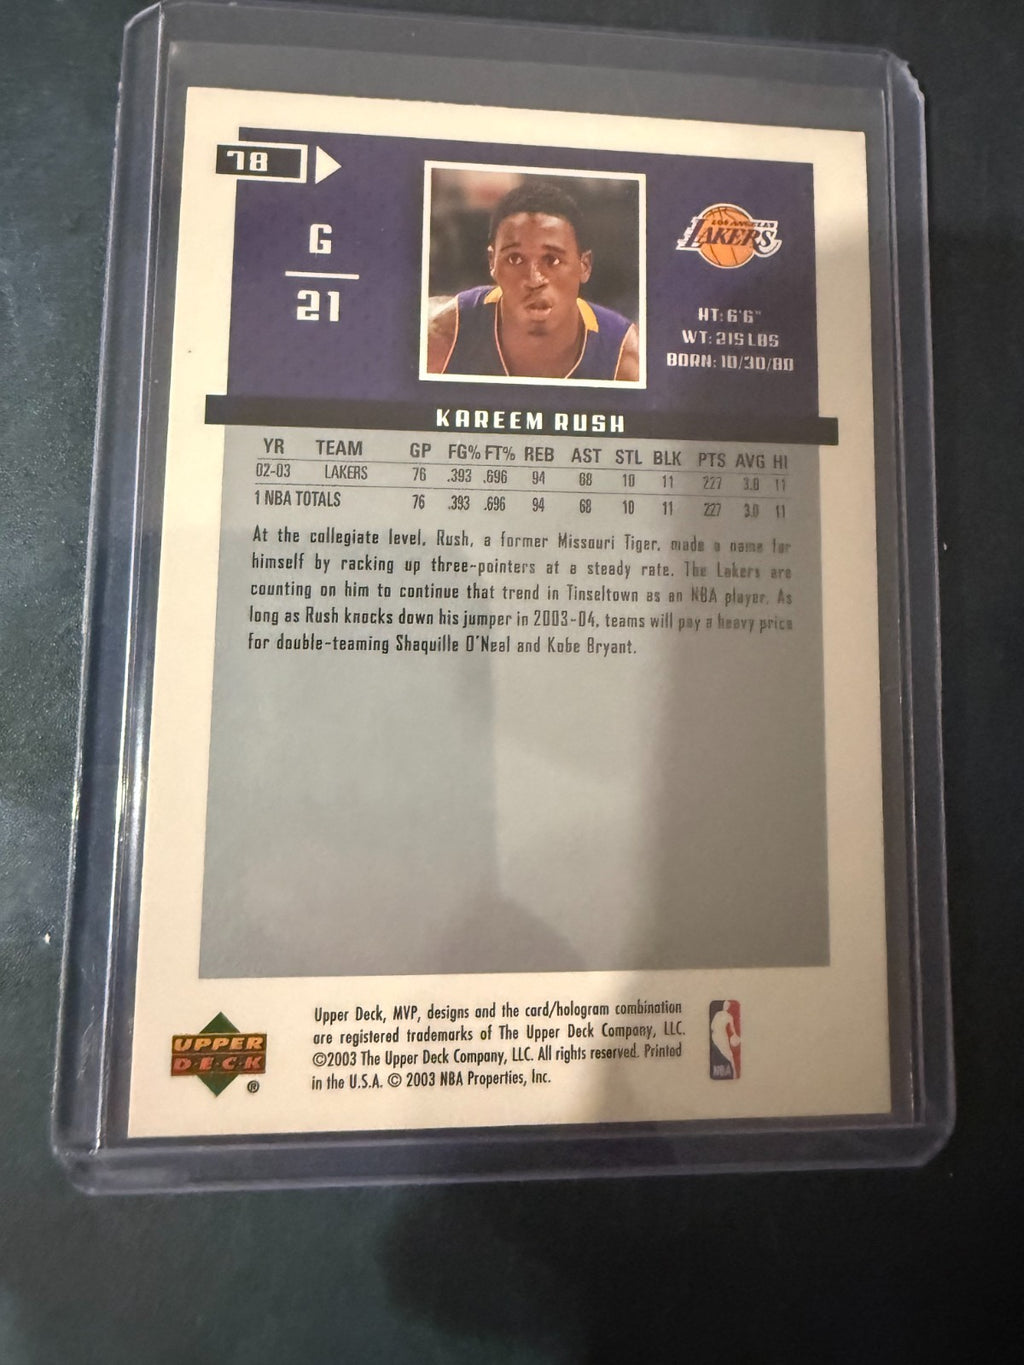 78
G
21
LOS ANGELES
LAKERS
HT: 6'6"
WT: 215 LBS
BORN: 10/30/80
KAREEM RUSH
YR TEAM GP FG% FT% REB AST STL BLK PTS AVG HI
02-03 LAKERS 76 .393 .696 94 68 10 11 227 3.0 11
1 NBA TOTALS 76 .393 .696 94 68 10 11 227 3.0 11
At the collegiate level, Rush, a former Missouri Tiger, made a name for
himself by racking up three-pointers at a steady rate. The Lakers are
counting on him to continue that trend in Tinseltown as an NBA player. As
long as Rush knocks down his jumper in 2003-04, teams will pay a heavy price
for double-teaming Shaquille O'Neal and Kobe Bryant.
UPPER
DECK
®
Upper Deck, MVP, designs and the card/hologram combination
are registered trademarks of The Upper Deck Company, LLC.
©2003 The Upper Deck Company, LLC. All rights reserved. Printed
in the U.S.A. © 2003 NBA Properties, Inc.
NBA